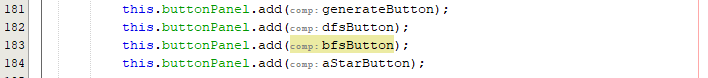 181 this.buttonPanel.add(comp: generateButton);
182 this.buttonPanel.add(comp: dfsButton);
183 this.buttonPanel.add(comp: bfsButton);
184 this.buttonPanel.add(comp: aStarButton);